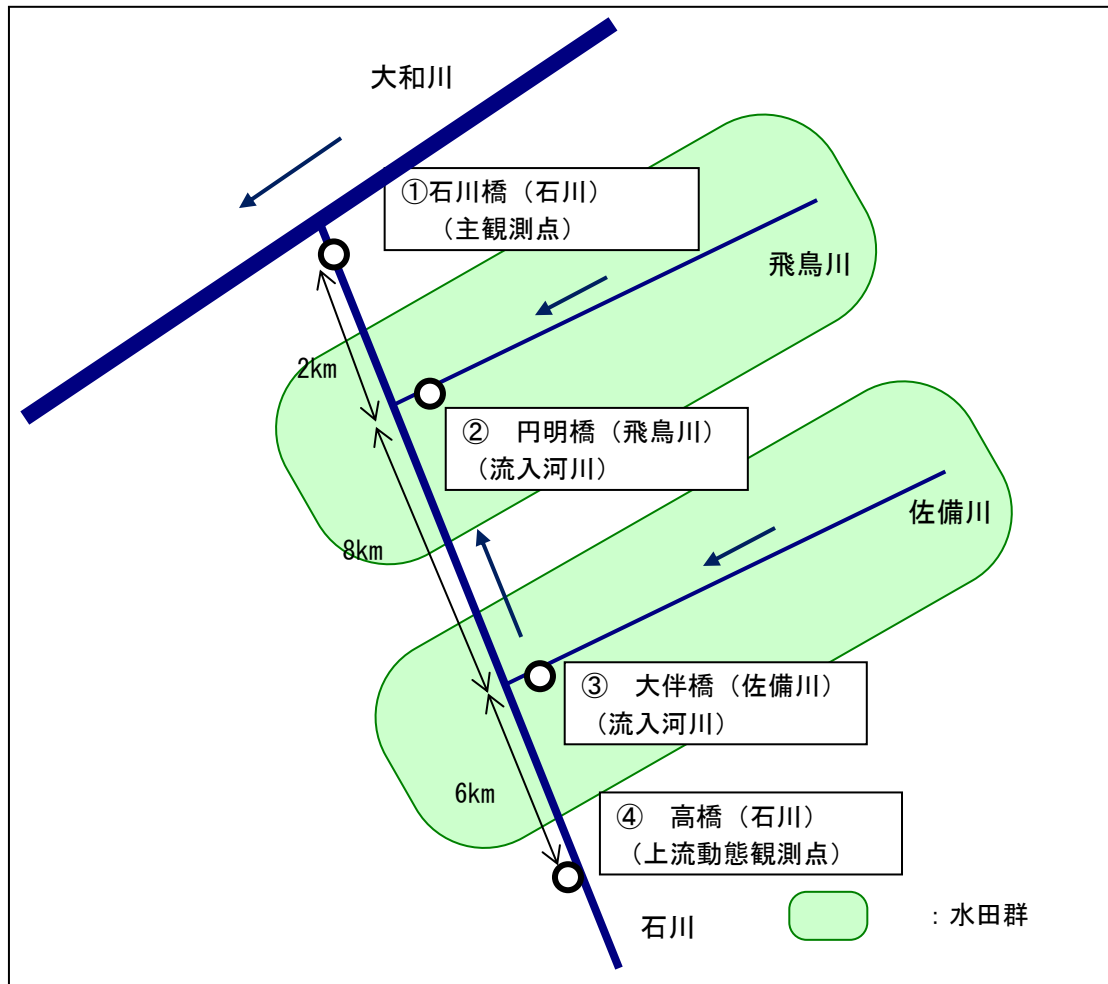 大和川
①石川橋（石川）
（主観測点）
飛鳥川
2km
② 円明橋（飛鳥川）
（流入河川）
佐備川
8km
③ 大伴橋（佐備川）
（流入河川）
6km
④ 高橋（石川）
（上流動態観測点）
石川
：水田群